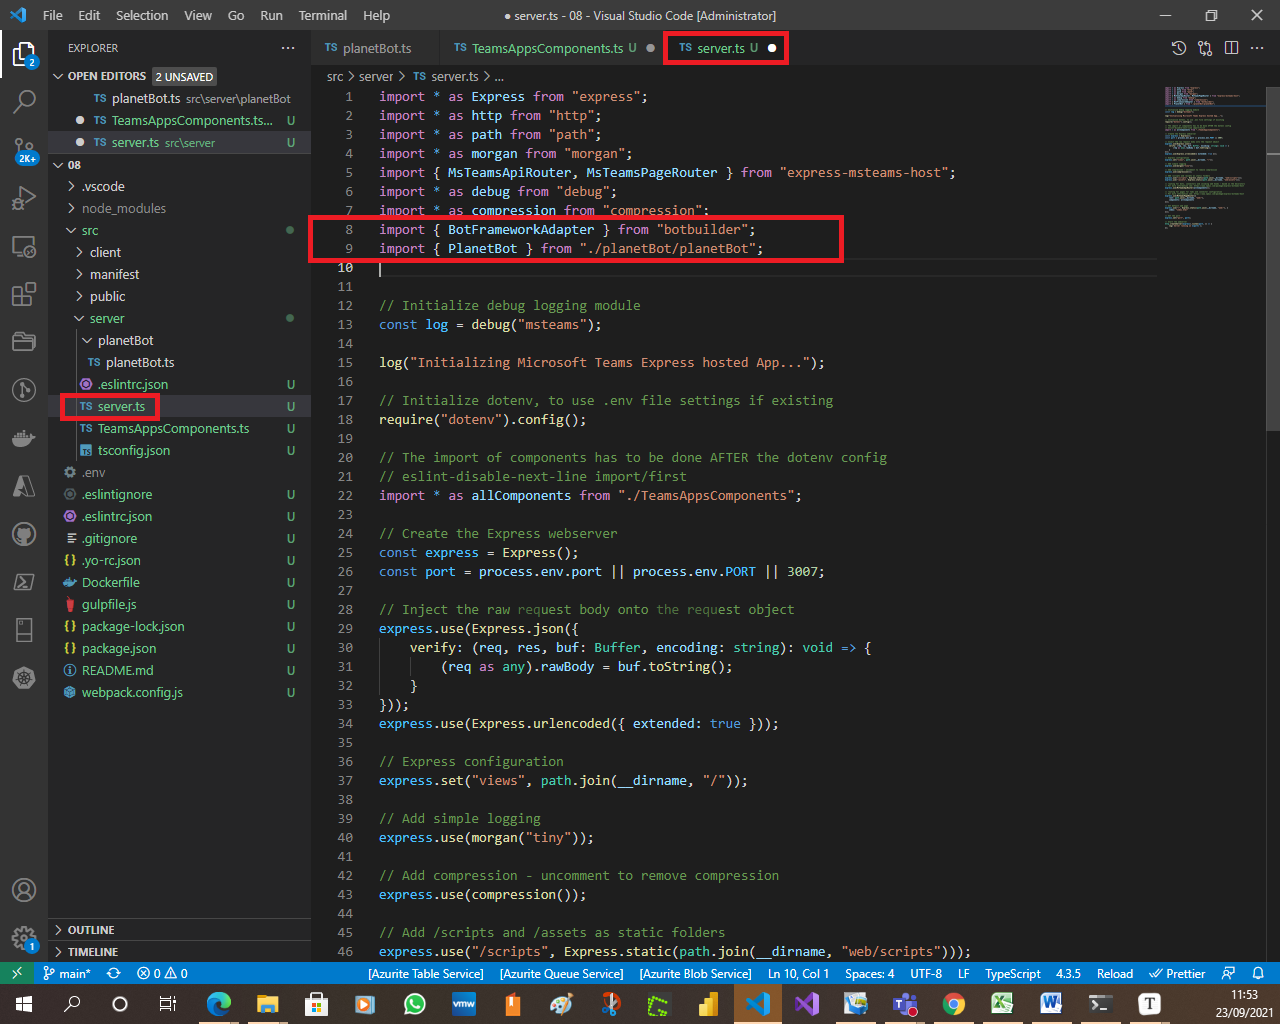 File Edit Selection View Go Run Terminal Help
● server.ts - 08 - Visual Studio Code [Administrator]
EXPLORER
OPEN EDITORS 2 UNSAVED
planetBot.ts src\server\planetBot
TeamsAppsComponents.ts... U
server.ts src\server U
08
.vscode
node_modules
src
client
manifest
public
server
planetBot
planetBot.ts
.eslintrc.json U
server.ts U
TeamsAppsComponents.ts U
tsconfig.json U
.env
.eslintignore U
.eslintrc.json U
.gitignore U
.yo-rc.json U
Dockerfile U
gulpfile.js U
package-lock.json U
package.json U
README.md U
webpack.config.js U
OUTLINE
TIMELINE
2
2K+
1
planetBot.ts
TeamsAppsComponents.ts U
server.ts U
src > server > TS server.ts > ...
1 import * as Express from "express";
2 import * as http from "http";
3 import * as path from "path";
4 import * as morgan from "morgan";
5 import { MsTeamsApiRouter, MsTeamsPageRouter } from "express-msteams-host";
6 import * as debug from "debug";
7 import * as compression from "compression";
8 import { BotFrameworkAdapter } from "botbuilder";
9 import { PlanetBot } from "./planetBot/planetBot";
10
11
12 // Initialize debug logging module
13 const log = debug("msteams");
14
15 log("Initializing Microsoft Teams Express hosted App...");
16
17 // Initialize dotenv, to use .env file settings if existing
18 require("dotenv").config();
19
20 // The import of components has to be done AFTER the dotenv config
21 // eslint-disable-next-line import/first
22 import * as allComponents from "./TeamsAppsComponents";
23
24 // Create the Express webserver
25 const express = Express();
26 const port = process.env.port || process.env.PORT || 3007;
27
28 // Inject the raw request body onto the request object
29 express.use(Express.json({
30 verify: (req, res, buf: Buffer, encoding: string): void => {
31 (req as any).rawBody = buf.toString();
32 }
33 }));
34 express.use(Express.urlencoded({ extended: true }));
35
36 // Express configuration
37 express.set("views", path.join(__dirname, "/"));
38
39 // Add simple logging
40 express.use(morgan("tiny"));
41
42 // Add compression - uncomment to remove compression
43 express.use(compression());
44
45 // Add /scripts and /assets as static folders
46 express.use("/scripts", Express.static(path.join(__dirname, "web/scripts")));
main* 0 0 [Azurite Table Service] [Azurite Queue Service] [Azurite Blob Service] Ln 10, Col 1 Spaces: 4 UTF-8 LF TypeScript 4.3.5 Reload Prettier
vmw
T
11:53
23/09/2021